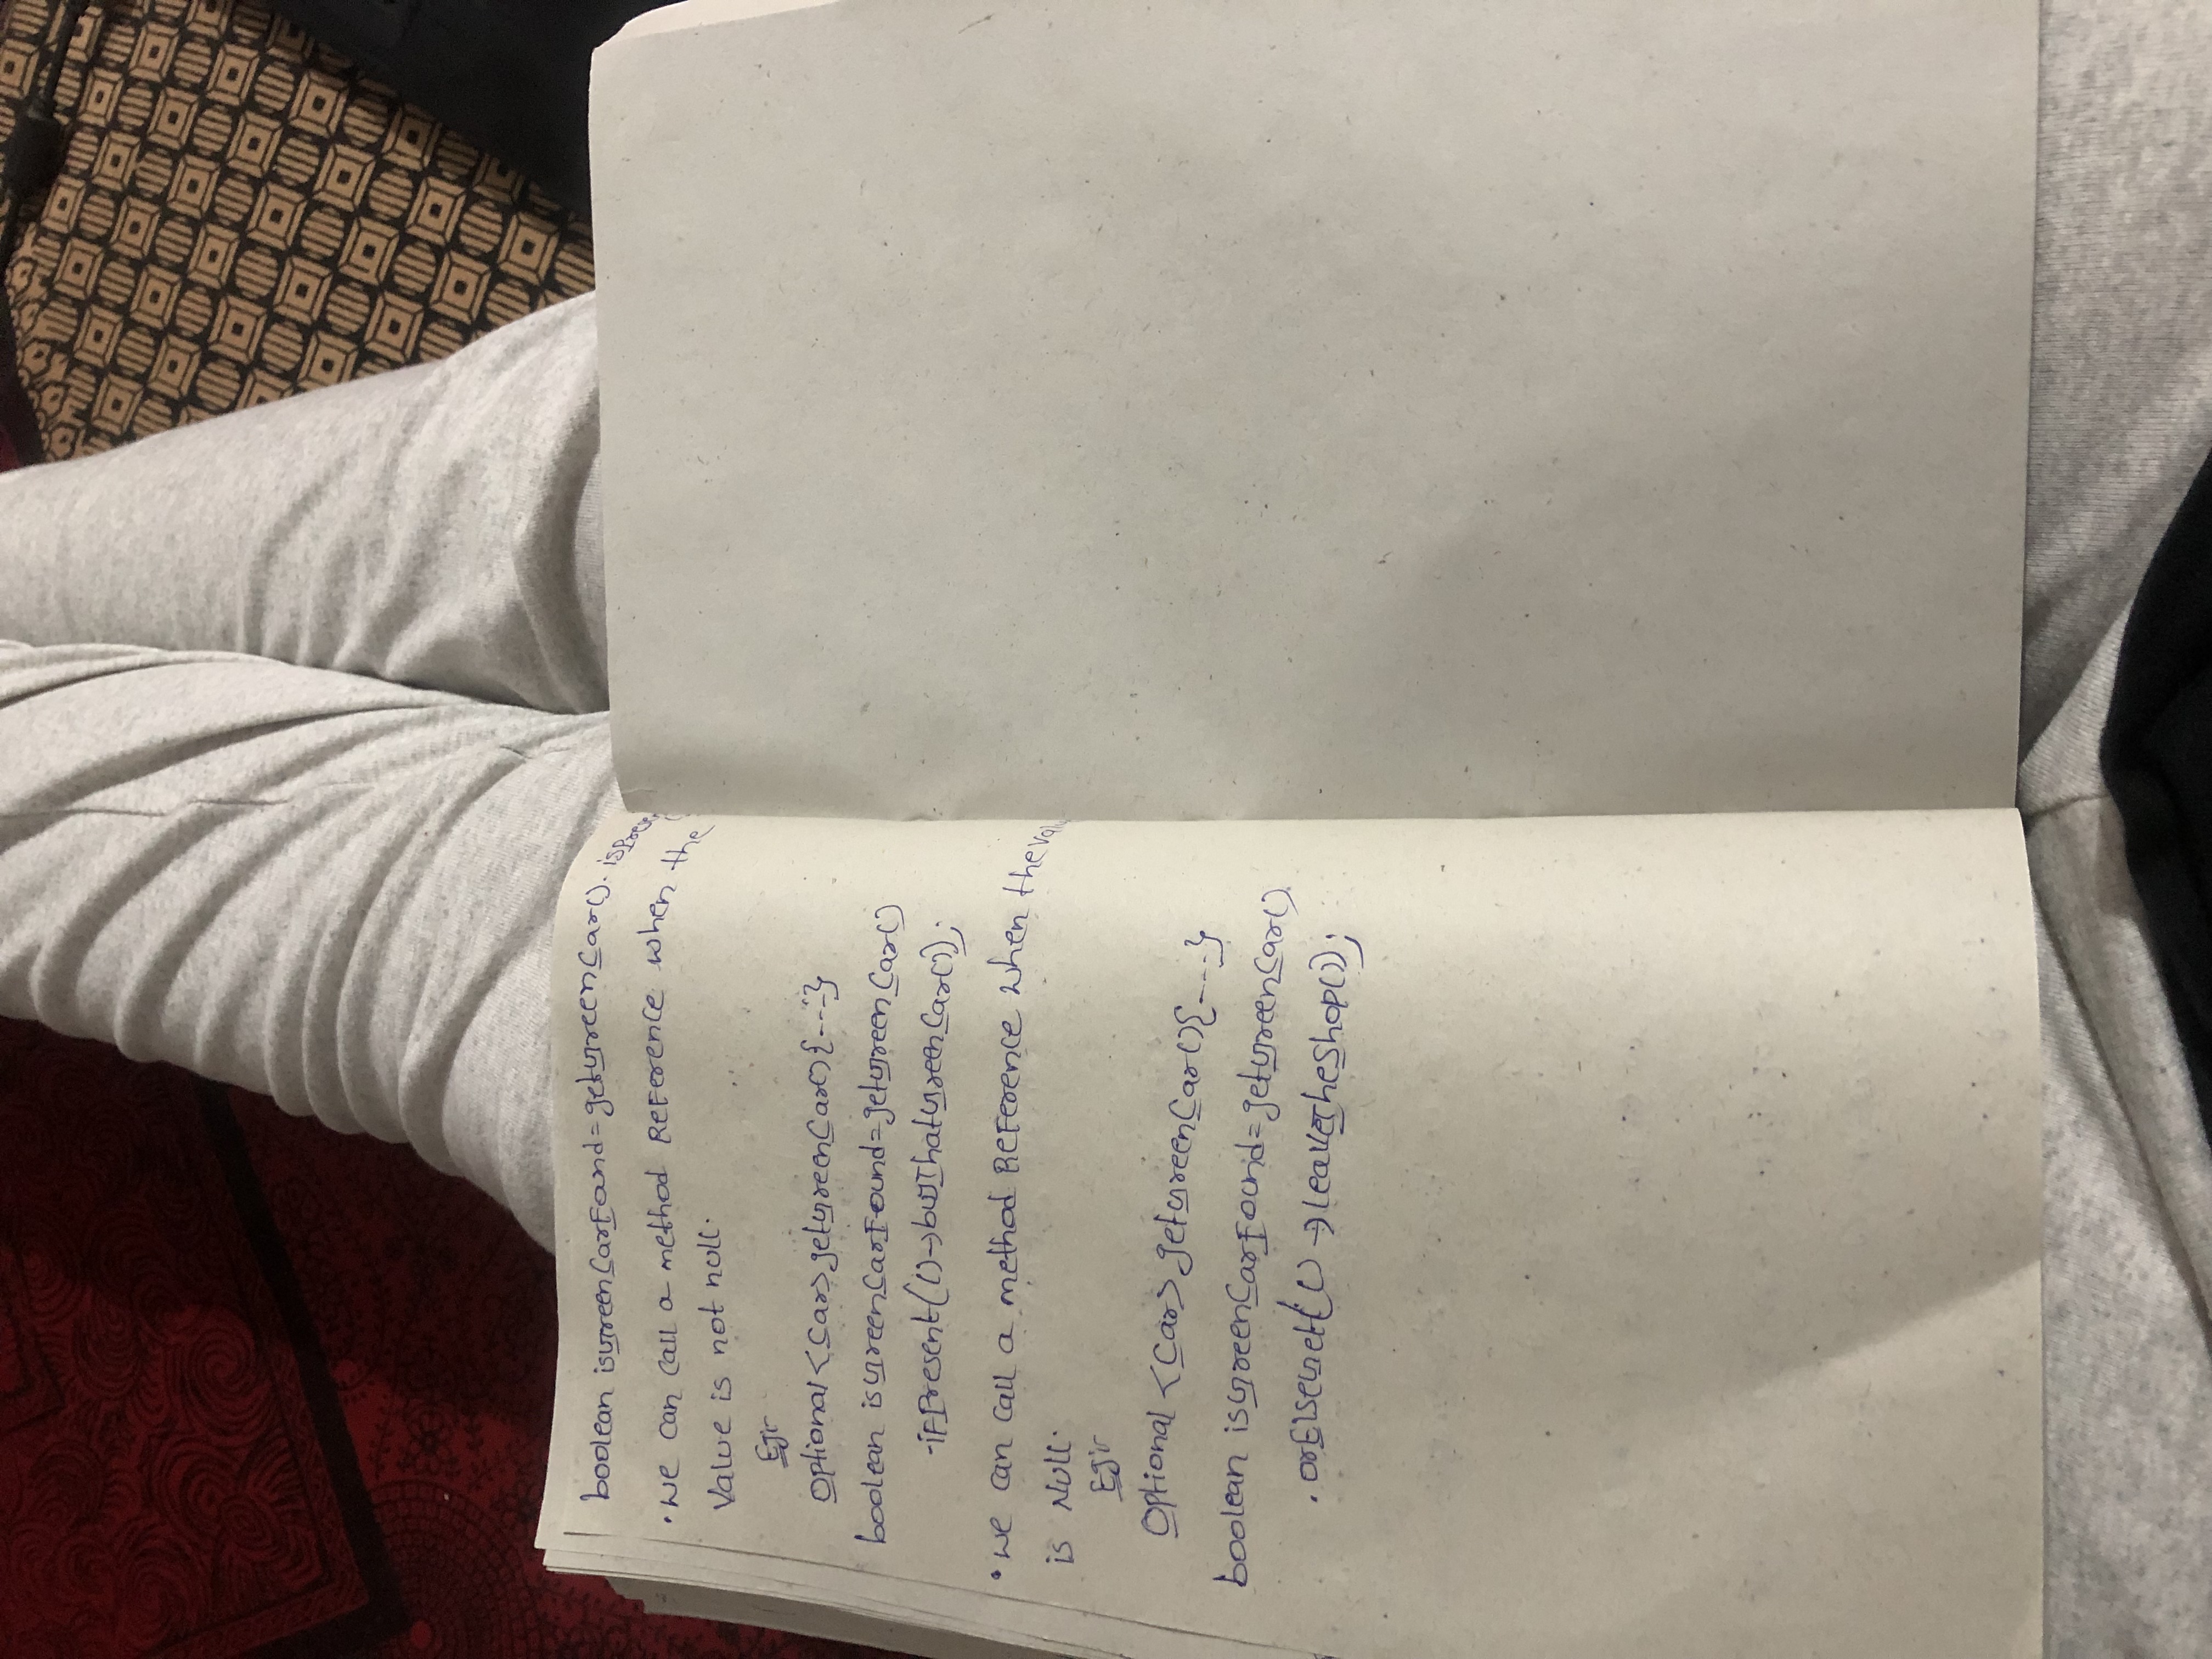 boolean isGreenCarFound=getGreenCar(). isPresen
• We can call a method Reference when the
Value is not null.
Eg:-
Optional<Car>getGreenCar(){---}
boolean isGreenCarFound=getGreenCar()
.ifPresent(()->buyThatGreenCar());
• We can call a method Reference when the valu
is Null.
Eg:-
Optional <Car> getGreenCar(){---}
boolean isGreenCarFound=getGreenCar().
.orElseGet(() ->leaveTheShop());